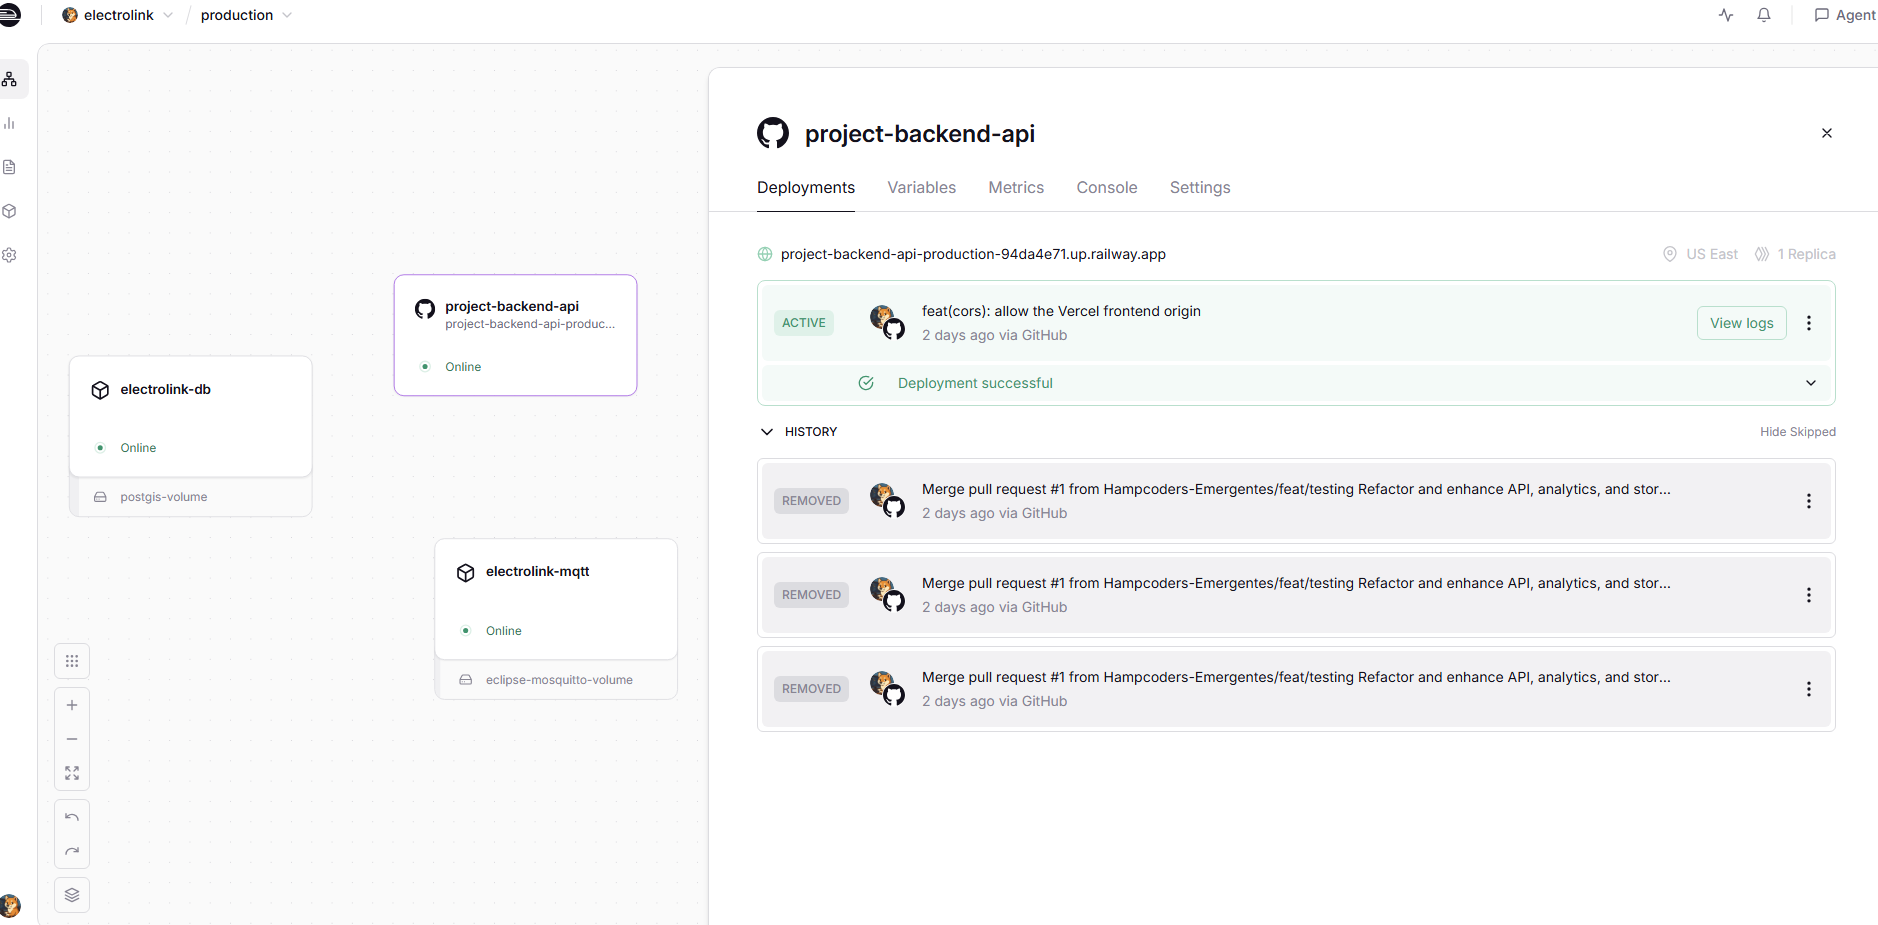 electrolink
production
Agent
project-backend-api
project-backend-api-produc...
Online
electrolink-db
Online
postgis-volume
electrolink-mqtt
Online
eclipse-mosquitto-volume
project-backend-api
Deployments
Variables
Metrics
Console
Settings
project-backend-api-production-94da4e71.up.railway.app
US East
1 Replica
ACTIVE
feat(cors): allow the Vercel frontend origin
2 days ago via GitHub
View logs
Deployment successful
HISTORY
Hide Skipped
REMOVED
Merge pull request #1 from Hampcoders-Emergentes/feat/testing Refactor and enhance API, analytics, and stor...
2 days ago via GitHub
REMOVED
Merge pull request #1 from Hampcoders-Emergentes/feat/testing Refactor and enhance API, analytics, and stor...
2 days ago via GitHub
REMOVED
Merge pull request #1 from Hampcoders-Emergentes/feat/testing Refactor and enhance API, analytics, and stor...
2 days ago via GitHub